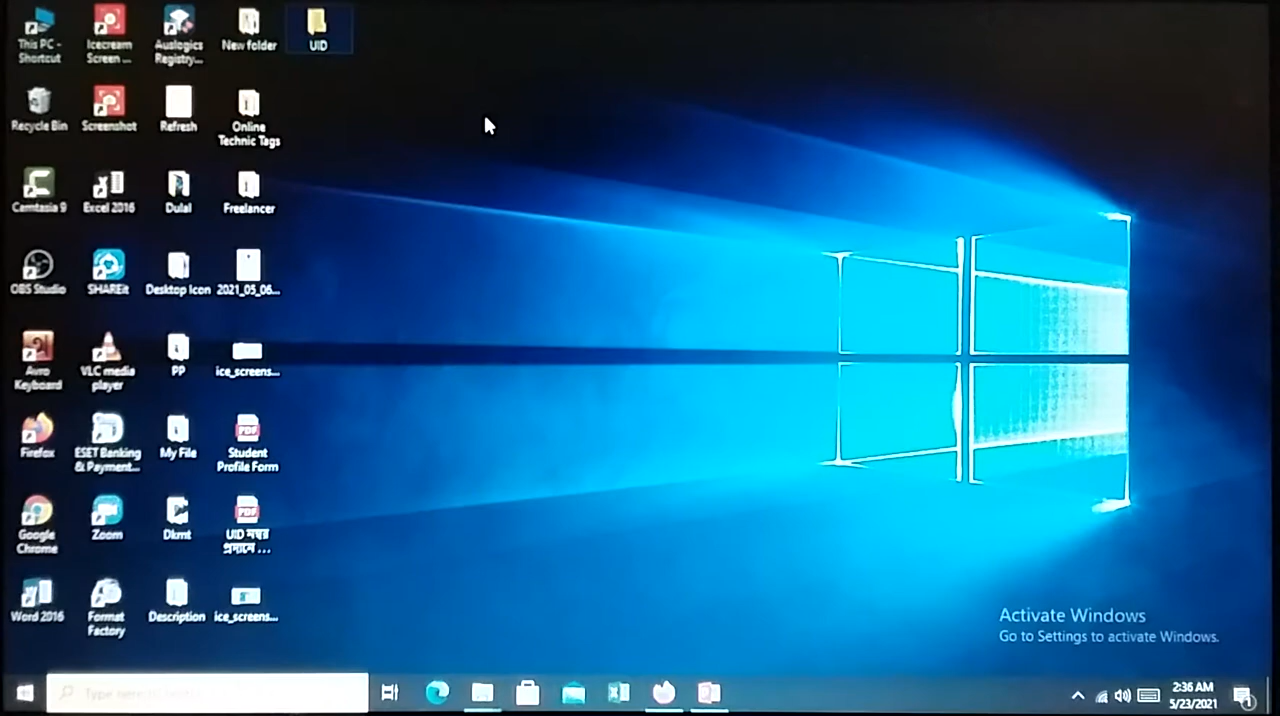 This PC -
Shortcut
Icecream
Screen ...
Auslogics
Registry...
New folder
UID
Recycle Bin
Screenshot
Refresh
Online
Technic Tags
Camtasia 9
Excel 2016
Dulal
Freelancer
OBS Studio
SHAREit
Desktop Icon
2021_05_06...
Avro
Keyboard
VLC media
player
PP
ice_screens...
Firefox
ESET Banking
& Payment...
My File
Student
Profile Form
Google
Chrome
Zoom
Dkmt
UID নম্বর
প্রদানে ...
Word 2016
Format
Factory
Description
ice_screens...
Activate Windows
Go to Settings to activate Windows.
Type here to search
2:36 AM
5/23/2021
PDF
PDF
1